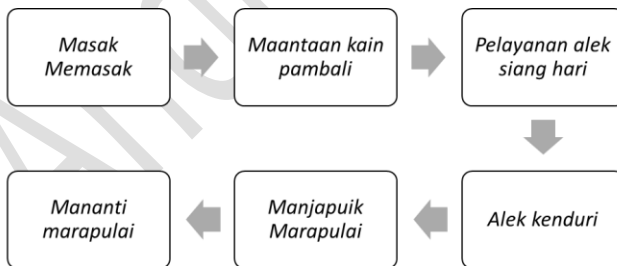 Masak
Memasak
Maantaan kain
pambali
Pelayanan alek
siang hari
Alek kenduri
Manjapuik
Marapulai
Mananti
marapulai